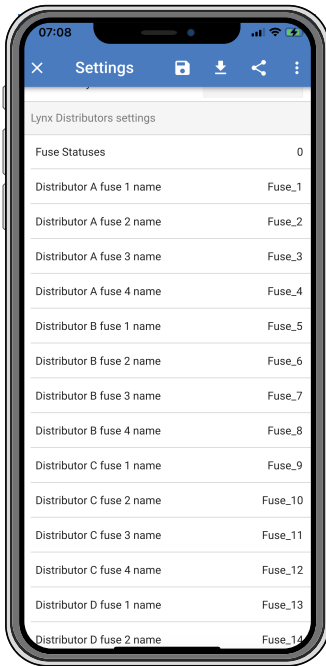 07:08
Settings
Lynx Distributors settings
Fuse Statuses 0
Distributor A fuse 1 name Fuse_1
Distributor A fuse 2 name Fuse_2
Distributor A fuse 3 name Fuse_3
Distributor A fuse 4 name Fuse_4
Distributor B fuse 1 name Fuse_5
Distributor B fuse 2 name Fuse_6
Distributor B fuse 3 name Fuse_7
Distributor B fuse 4 name Fuse_8
Distributor C fuse 1 name Fuse_9
Distributor C fuse 2 name Fuse_10
Distributor C fuse 3 name Fuse_11
Distributor C fuse 4 name Fuse_12
Distributor D fuse 1 name Fuse_13
Distributor D fuse 2 name Fuse_14